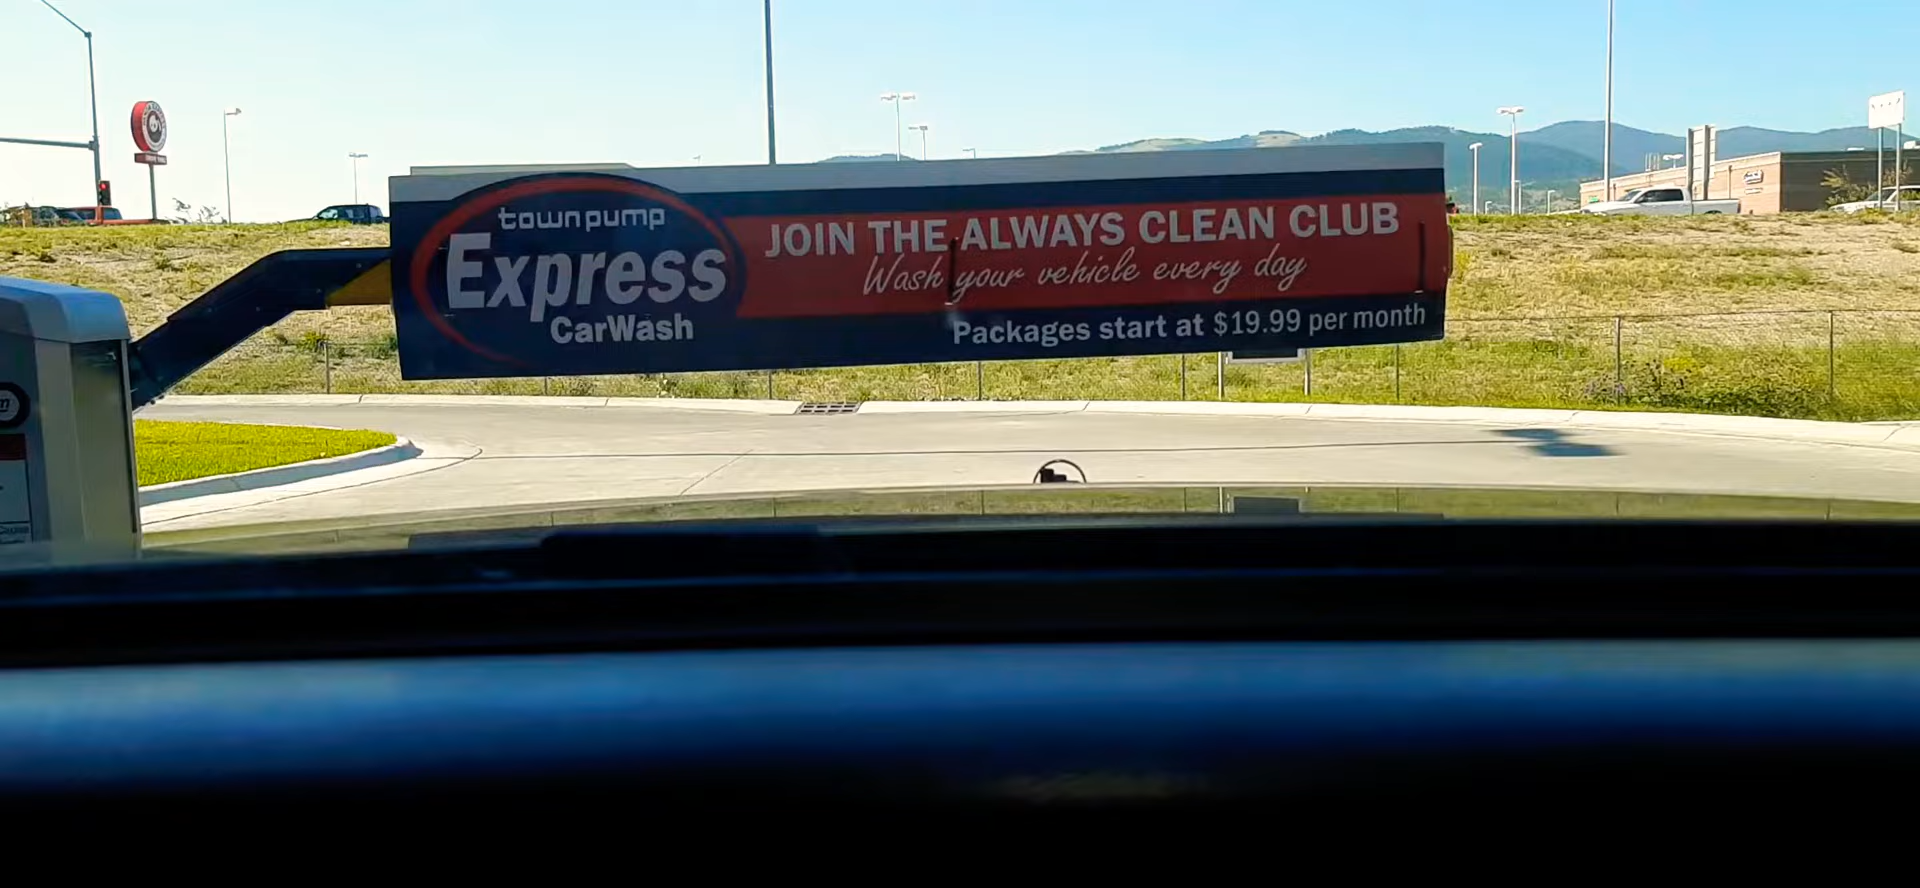 townpump
Express
CarWash
JOIN THE ALWAYS CLEAN CLUB
Wash your vehicle every day
Packages start at $19.99 per month